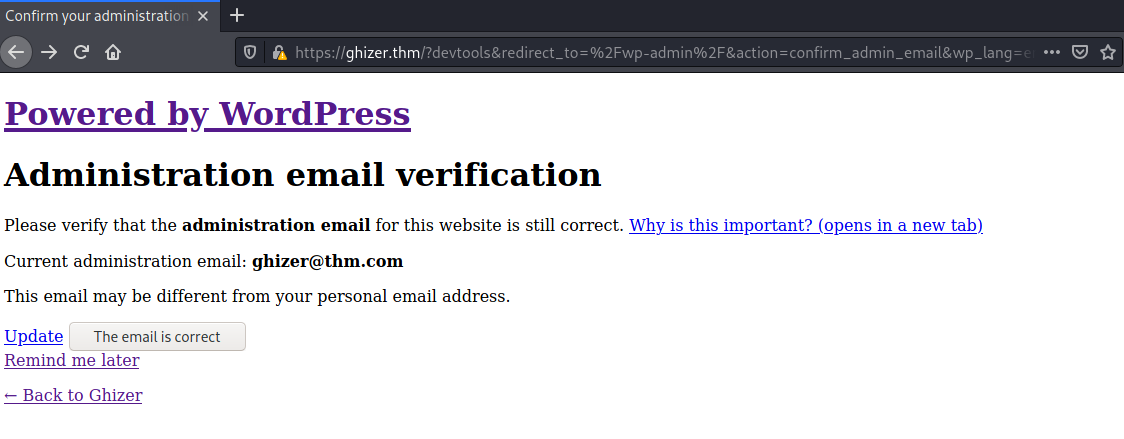 Confirm your administration
https://ghizer.thm/?devtools&redirect_to=%2Fwp-admin%2F&action=confirm_admin_email&wp_lang=e
Powered by WordPress
Administration email verification
Please verify that the administration email for this website is still correct. Why is this important? (opens in a new tab)
Current administration email: ghizer@thm.com
This email may be different from your personal email address.
Update The email is correct
Remind me later
← Back to Ghizer